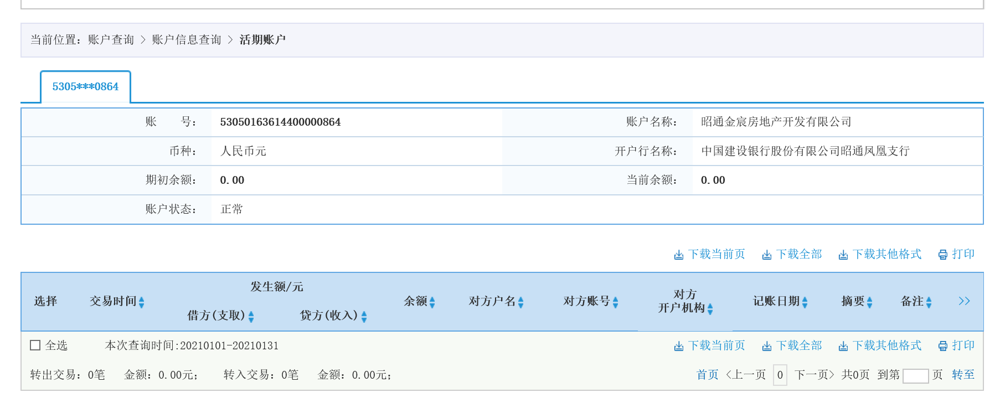 当前位置：账户查询 > 账户信息查询 > 活期账户
5305***0864
账 号： 53050163614400000864 账户名称： 昭通金宸房地产开发有限公司
币种： 人民币元 开户行名称： 中国建设银行股份有限公司昭通凤凰支行
期初余额： 0.00 当前余额： 0.00
账户状态： 正常
下载当前页 下载全部 下载其他格式 打印
选择 交易时间 发生额/元 余额 对方户名 对方账号 对方 记账日期 摘要 备注 >>
借方(支取) 贷方(收入) 开户机构
全选 本次查询时间:20210101-20210131 下载当前页 下载全部 下载其他格式 打印
转出交易：0笔 金额：0.00元； 转入交易：0笔 金额：0.00元； 首页 <上一页 0 下一页> 共0页 到第 页 转至